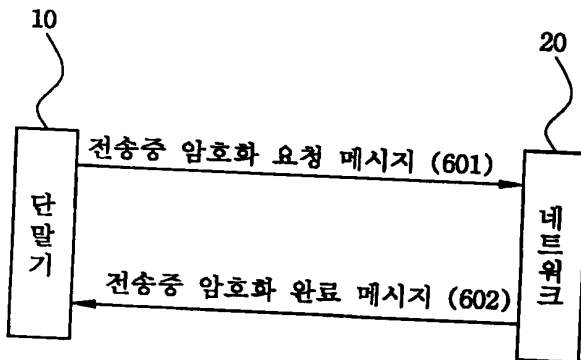 10
20
단말기
전송중 암호화 요청 메시지 (601)
네트워크
전송중 암호화 완료 메시지 (602)